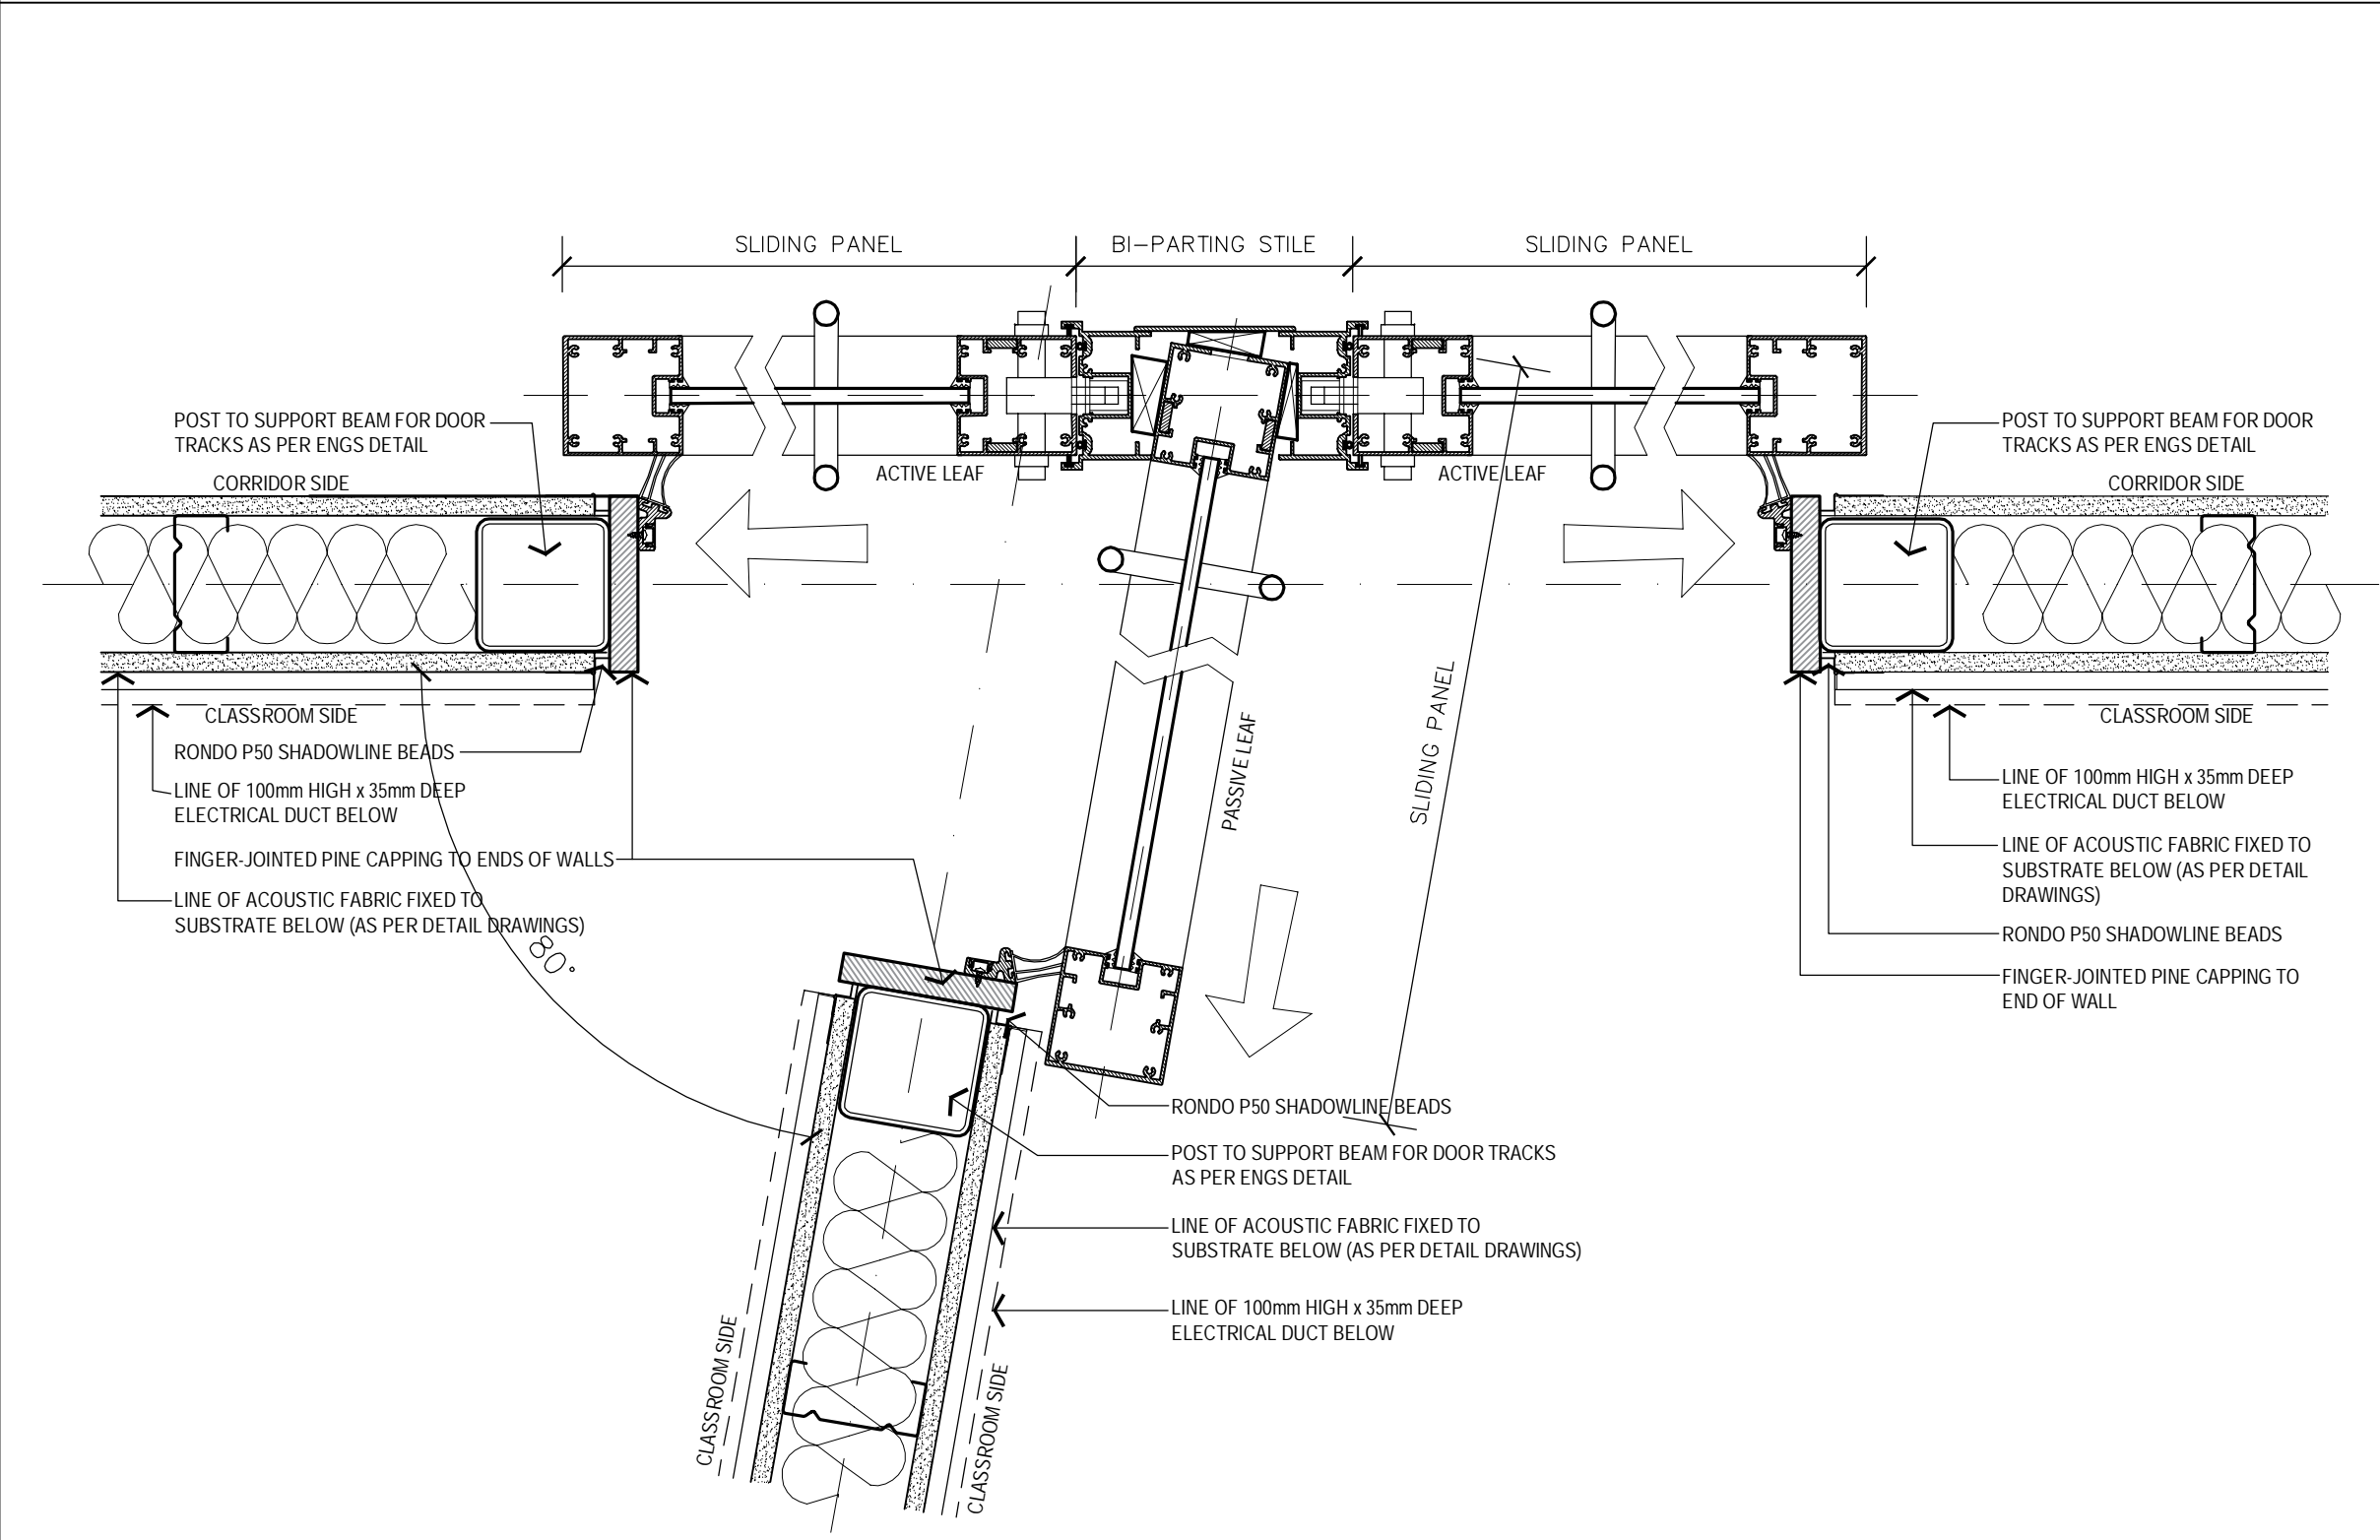 SLIDING PANEL
BI-PARTING STILE
SLIDING PANEL
POST TO SUPPORT BEAM FOR DOOR
TRACKS AS PER ENGS DETAIL
CORRIDOR SIDE
ACTIVE LEAF
ACTIVE LEAF
POST TO SUPPORT BEAM FOR DOOR
TRACKS AS PER ENGS DETAIL
CORRIDOR SIDE
CLASSROOM SIDE
RONDO P50 SHADOWLINE BEADS
LINE OF 100mm HIGH x 35mm DEEP
ELECTRICAL DUCT BELOW
FINGER-JOINTED PINE CAPPING TO ENDS OF WALLS
LINE OF ACOUSTIC FABRIC FIXED TO
SUBSTRATE BELOW (AS PER DETAIL DRAWINGS)
80°
PASSIVE LEAF
SLIDING PANEL
CLASSROOM SIDE
LINE OF 100mm HIGH x 35mm DEEP
ELECTRICAL DUCT BELOW
LINE OF ACOUSTIC FABRIC FIXED TO
SUBSTRATE BELOW (AS PER DETAIL
DRAWINGS)
RONDO P50 SHADOWLINE BEADS
FINGER-JOINTED PINE CAPPING TO
END OF WALL
RONDO P50 SHADOWLINE BEADS
POST TO SUPPORT BEAM FOR DOOR TRACKS
AS PER ENGS DETAIL
LINE OF ACOUSTIC FABRIC FIXED TO
SUBSTRATE BELOW (AS PER DETAIL DRAWINGS)
LINE OF 100mm HIGH x 35mm DEEP
ELECTRICAL DUCT BELOW
CLASSROOM SIDE
CLASSROOM SIDE